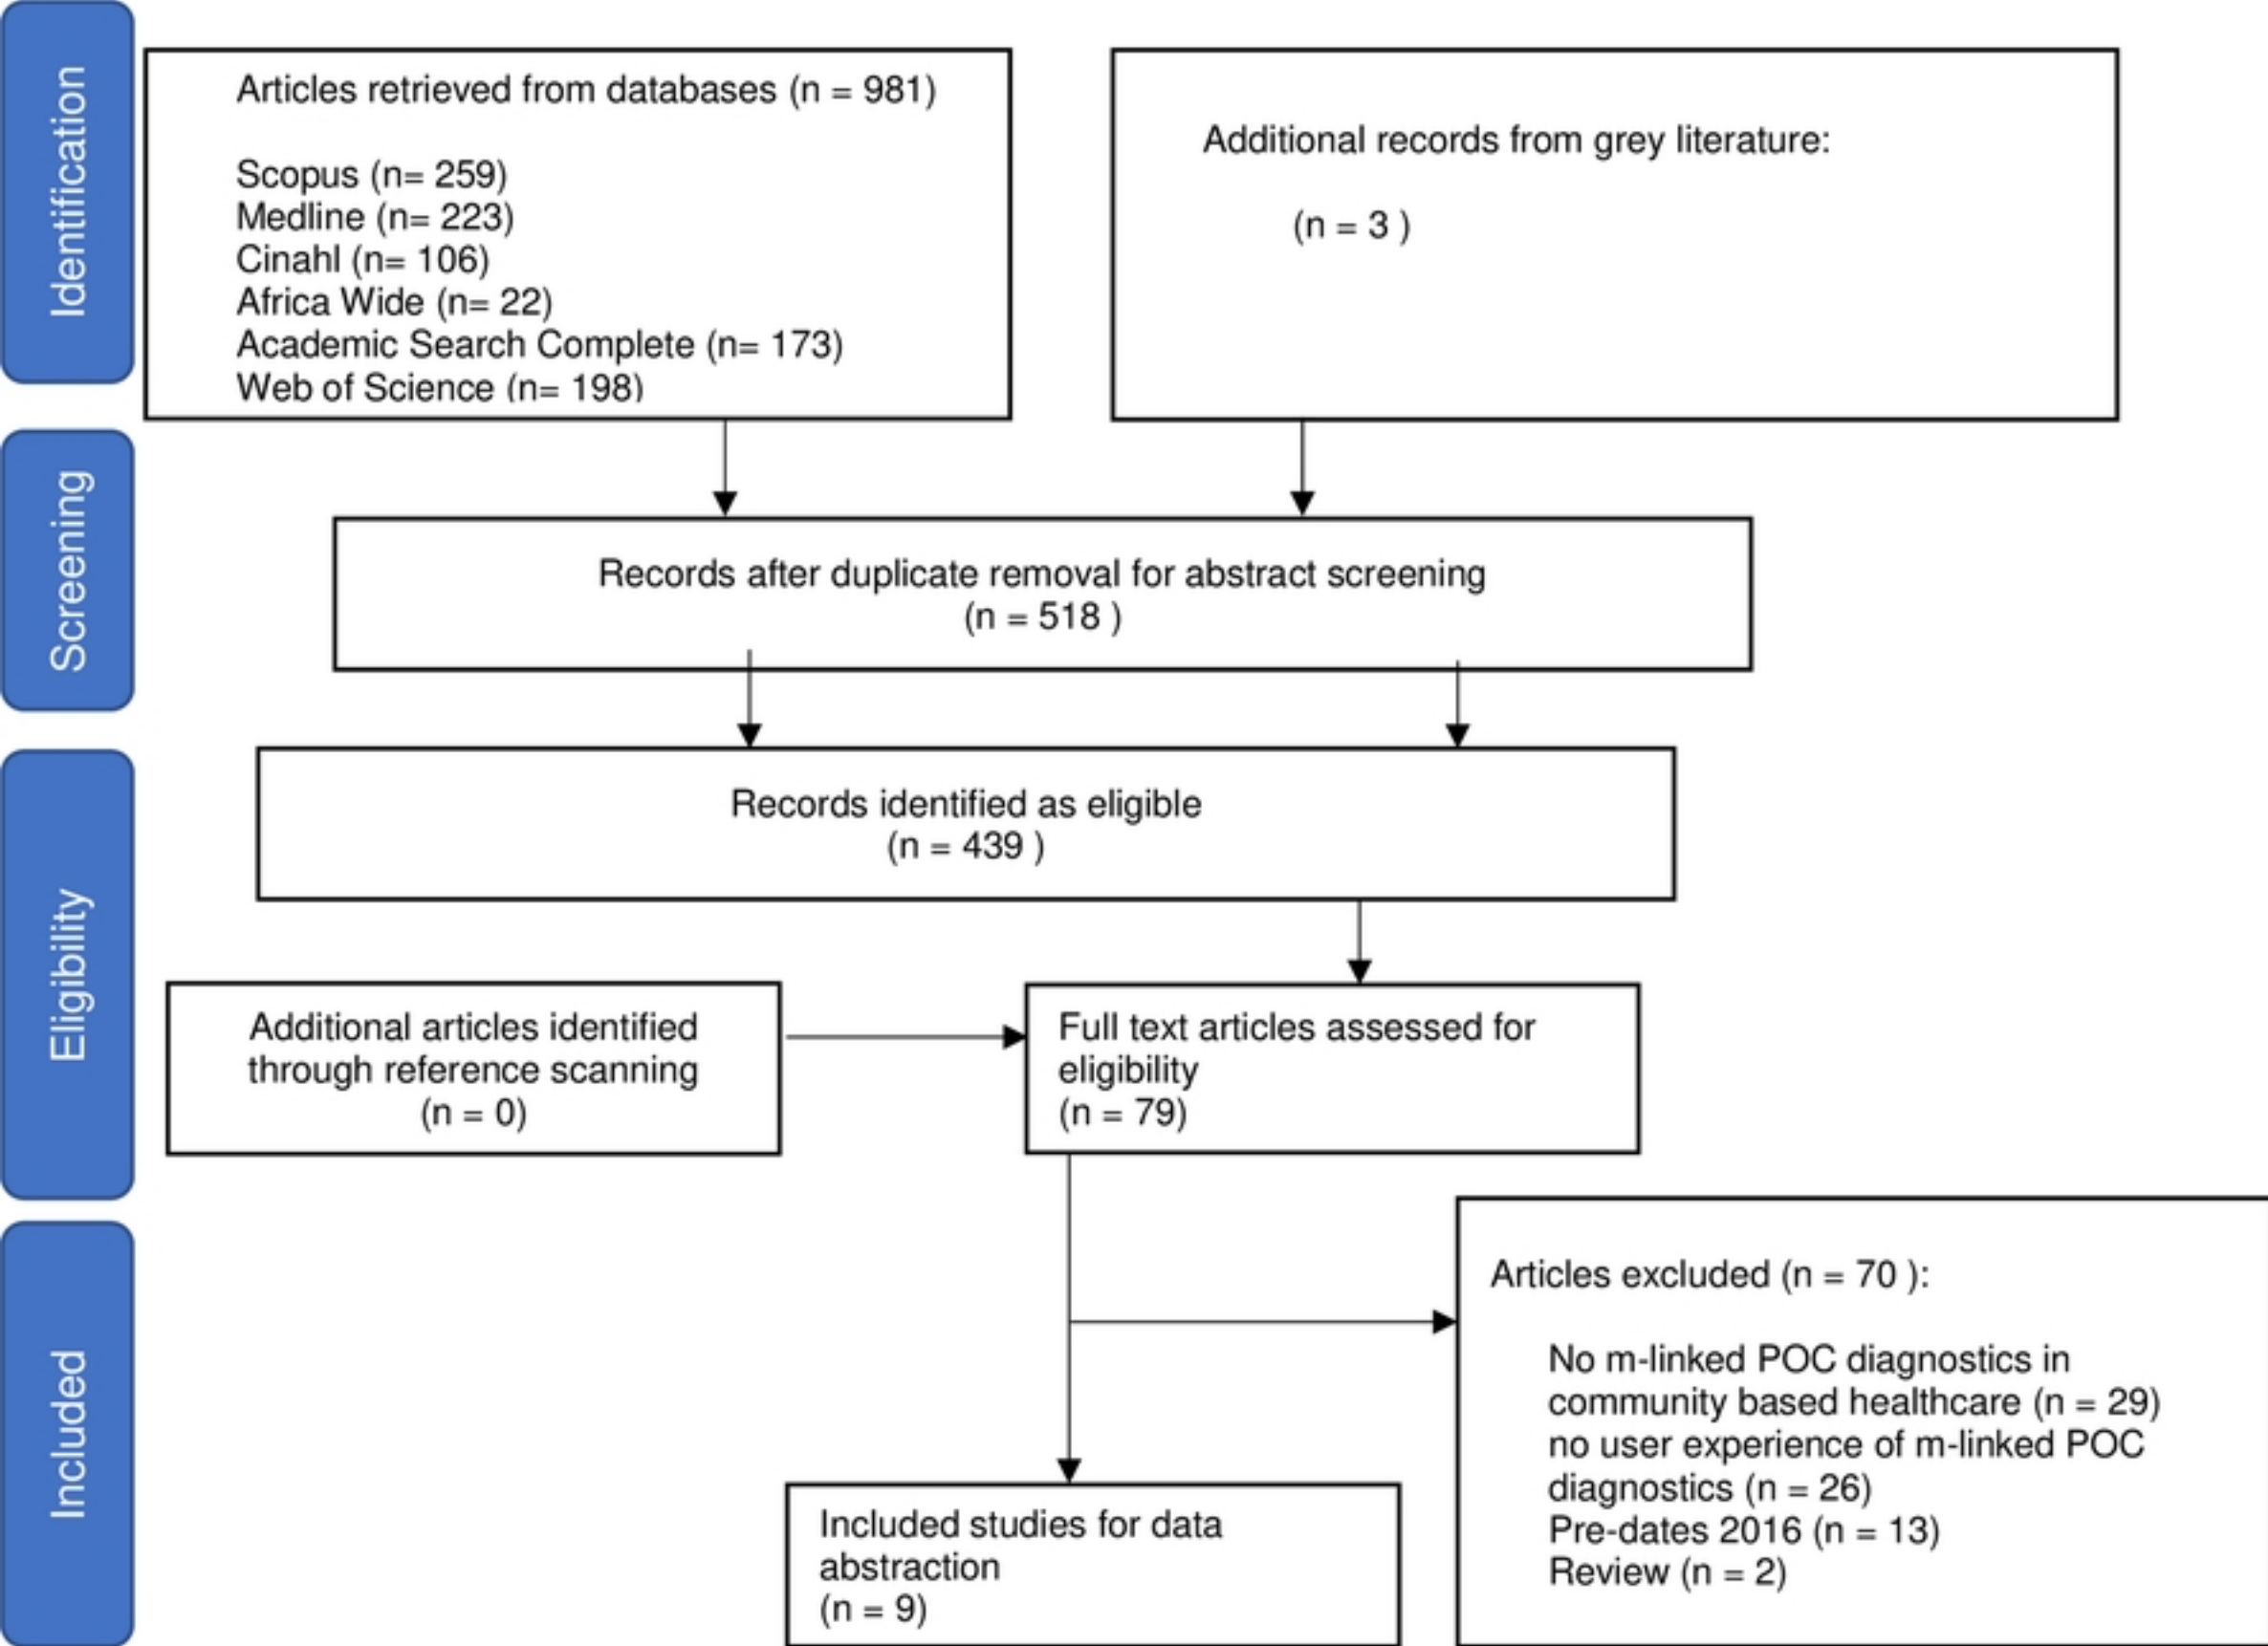 Identification
Articles retrieved from databases (n = 981)
Scopus (n= 259)
Medline (n= 223)
Cinahl (n= 106)
Africa Wide (n= 22)
Academic Search Complete (n= 173)
Web of Science (n= 198)
Additional records from grey literature:
(n = 3 )
Screening
Records after duplicate removal for abstract screening
(n = 518 )
Eligibility
Records identified as eligible
(n = 439 )
Additional articles identified
through reference scanning
(n = 0)
Full text articles assessed for
eligibility
(n = 79)
Included
Articles excluded (n = 70 ):
No m-linked POC diagnostics in
community based healthcare (n = 29)
no user experience of m-linked POC
diagnostics (n = 26)
Pre-dates 2016 (n = 13)
Review (n = 2)
Included studies for data
abstraction
(n = 9)